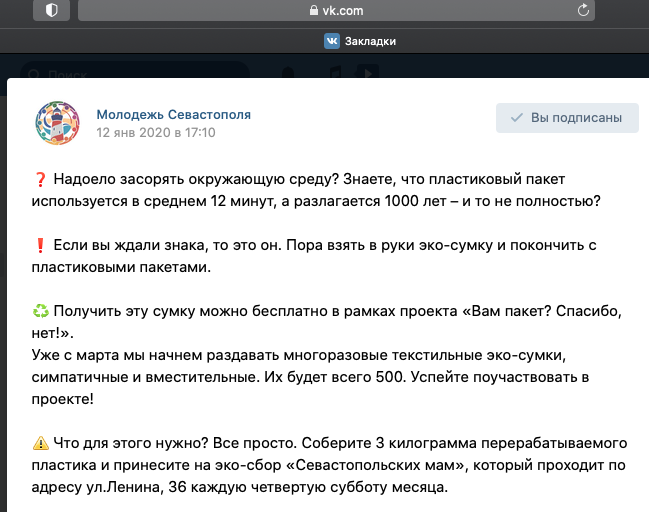 vk.com
Закладки
Поиск
Молодежь Севастополя
12 янв 2020 в 17:10
Вы подписаны
❓ Надоело засорять окружающую среду? Знаете, что пластиковый пакет
используется в среднем 12 минут, а разлагается 1000 лет – и то не полностью?
❗ Если вы ждали знака, то это он. Пора взять в руки эко-сумку и покончить с
пластиковыми пакетами.
♻️ Получить эту сумку можно бесплатно в рамках проекта «Вам пакет? Спасибо,
нет!».
Уже с марта мы начнем раздавать многоразовые текстильные эко-сумки,
симпатичные и вместительные. Их будет всего 500. Успейте поучаствовать в
проекте!
⚠️ Что для этого нужно? Все просто. Соберите 3 килограмма перерабатываемого
пластика и принесите на эко-сбор «Севастопольских мам», который проходит по
адресу ул.Ленина, 36 каждую четвертую субботу месяца.